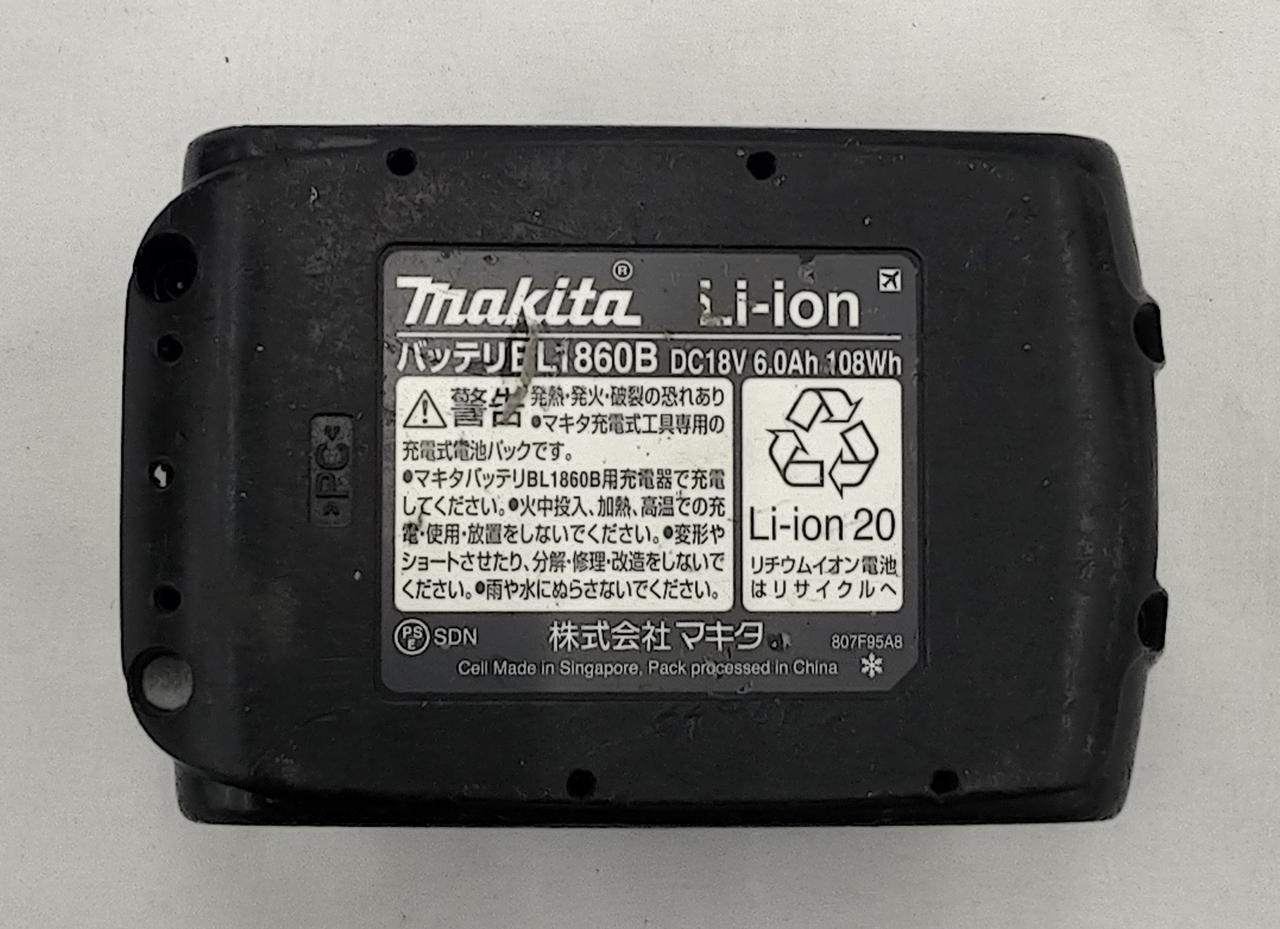 makita® Li-ion
バッテリBL1860B DC18V 6.0Ah 108Wh
警告 発熱・発火・破裂の恐れあり
●マキタ充電式工具専用の
充電式電池パックです。
●マキタバッテリBL1860B用充電器で充電
してください。●火中投入、加熱、高温での充
電・使用・放置をしないでください。●変形や
ショートさせたり、分解・修理・改造をしないで
ください。●雨や水にぬらさないでください。
Li-ion 20
リチウムイオン電池
はリサイクルへ
PSE SDN 株式会社マキタ 807F95A8
Cell Made in Singapore, Pack processed in China
>PC<